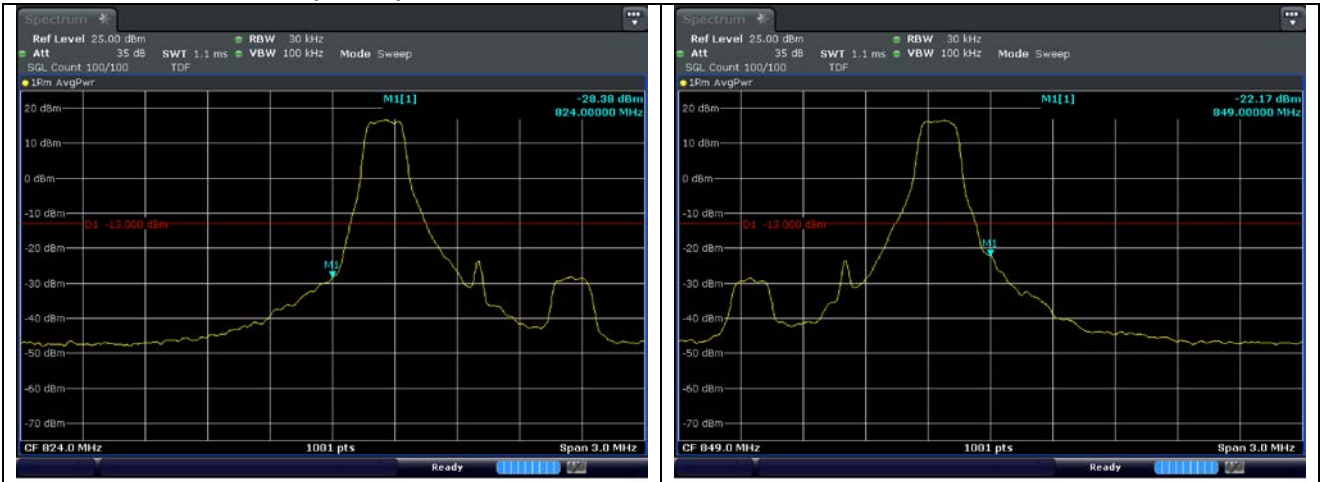 Spectrum
Ref Level 25.00 dBm RBW 30 kHz
Att 35 dB SWT 1.1 ms VBW 100 kHz Mode Sweep
SGL Count 100/100 TDF
1Rm AvgPwr
M1[1] -28.38 dBm
824.00000 MHz
20 dBm
10 dBm
0 dBm
-10 dBm
D1 -13.000 dBm
-20 dBm
M1
-30 dBm
-40 dBm
-50 dBm
-60 dBm
-70 dBm
CF 824.0 MHz 1001 pts Span 3.0 MHz
Ready
Spectrum
Ref Level 25.00 dBm RBW 30 kHz
Att 35 dB SWT 1.1 ms VBW 100 kHz Mode Sweep
SGL Count 100/100 TDF
1Rm AvgPwr
M1[1] -22.17 dBm
849.00000 MHz
20 dBm
10 dBm
0 dBm
-10 dBm
D1 -13.000 dBm
-20 dBm
M1
-30 dBm
-40 dBm
-50 dBm
-60 dBm
-70 dBm
CF 849.0 MHz 1001 pts Span 3.0 MHz
Ready